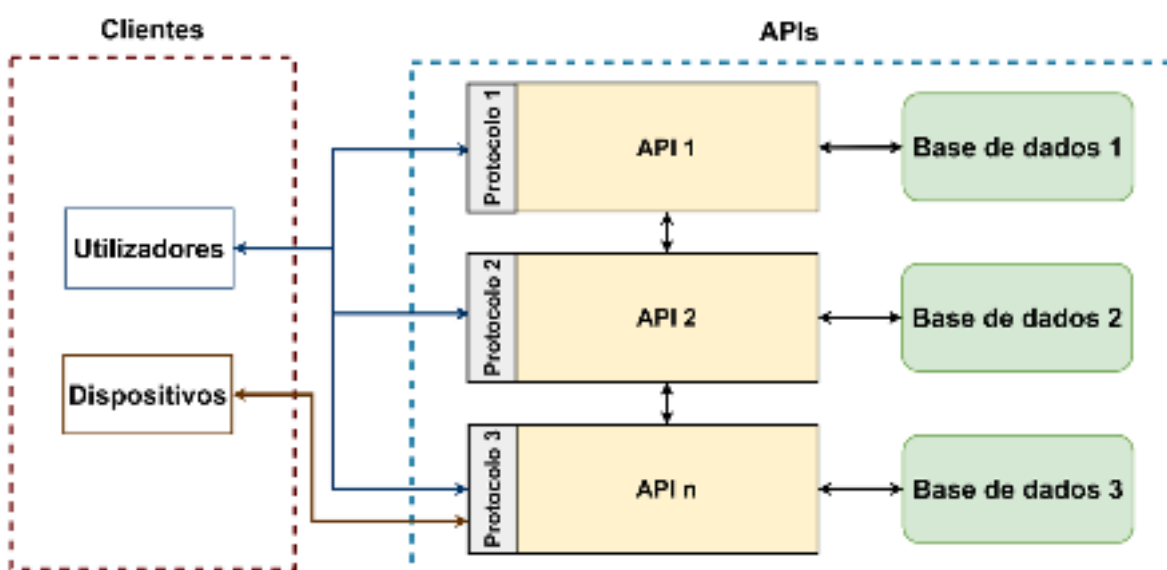 Clientes
APIs
Protocolo 1
API 1
Base de dados 1
Utilizadores
Protocolo 2
API 2
Base de dados 2
Dispositivos
Protocolo 3
API n
Base de dados 3